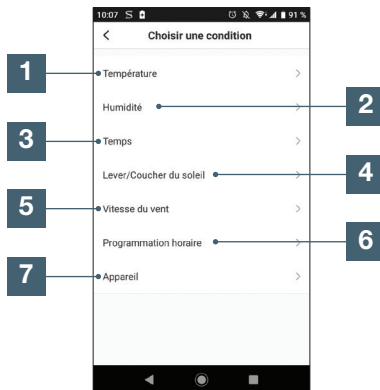 10:07 91 %
Choisir une condition
1 Température
Humidité 2
3 Temps
Lever/Coucher du soleil 4
5 Vitesse du vent
Programmation horaire 6
7 Appareil